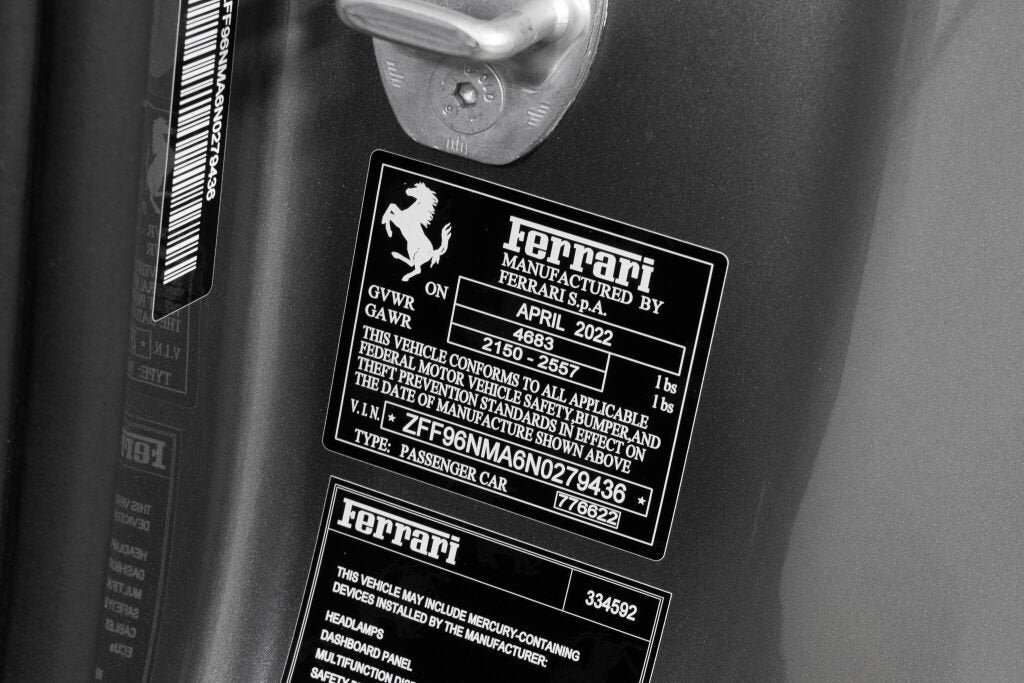 ZFF96NMA6N0279436
Ferrari
MANUFACTURED BY
FERRARI S.p.A.
ON APRIL 2022
GVWR 4683 lbs
GAWR 2150 - 2557 lbs
THIS VEHICLE CONFORMS TO ALL APPLICABLE
FEDERAL MOTOR VEHICLE SAFETY,BUMPER,AND
THEFT PREVENTION STANDARDS IN EFFECT ON
THE DATE OF MANUFACTURE SHOWN ABOVE
V.I.N. * ZFF96NMA6N0279436 *
TYPE: PASSENGER CAR 776622
Ferrari
334592
THIS VEHICLE MAY INCLUDE MERCURY-CONTAINING
DEVICES INSTALLED BY THE MANUFACTURER:
HEADLAMPS
DASHBOARD PANEL
MULTIFUNCTION